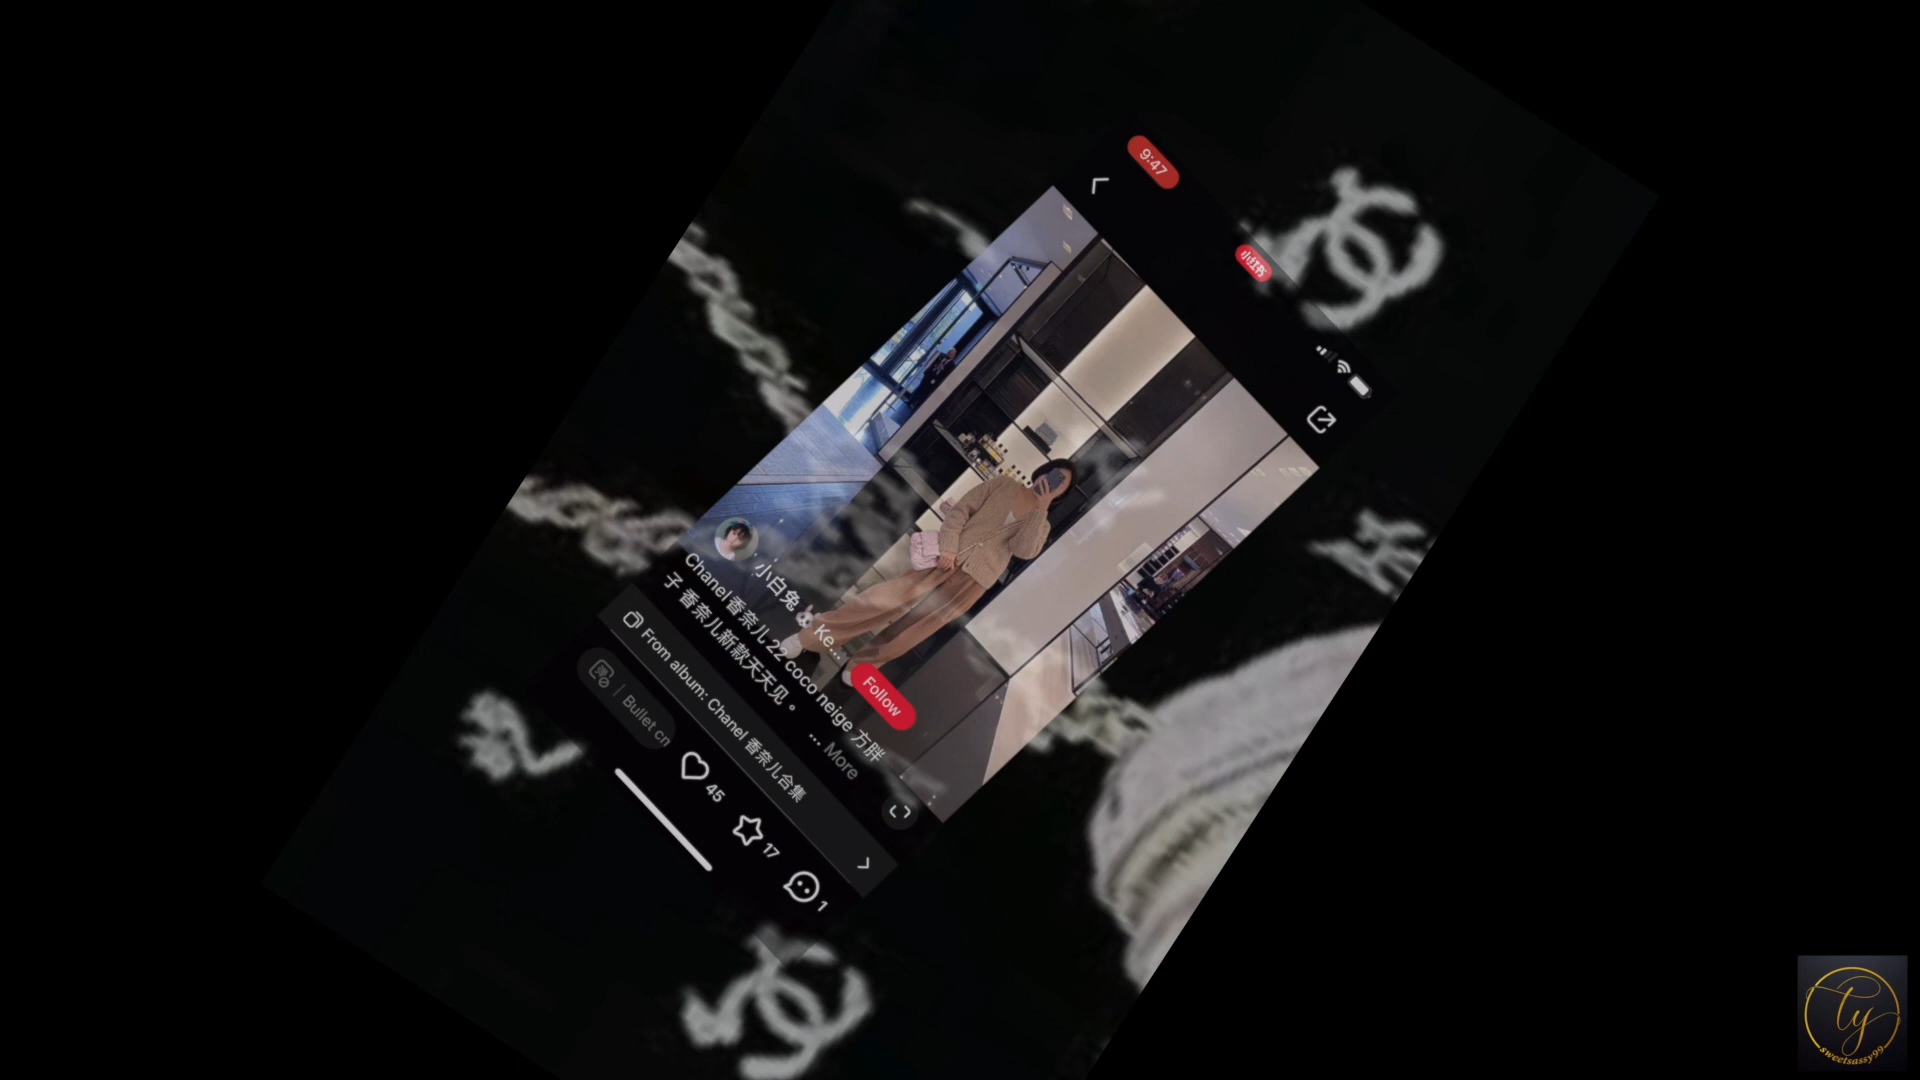 9:47
小红书
小白兔🐰 Ke...
Follow
Chanel 香奈儿 22 coco neige 方胖
子 香奈儿新款天天见。
... More
From album: Chanel 香奈儿合集
弹 | Bullet cn
45
17
1
ty
sweetsassy99